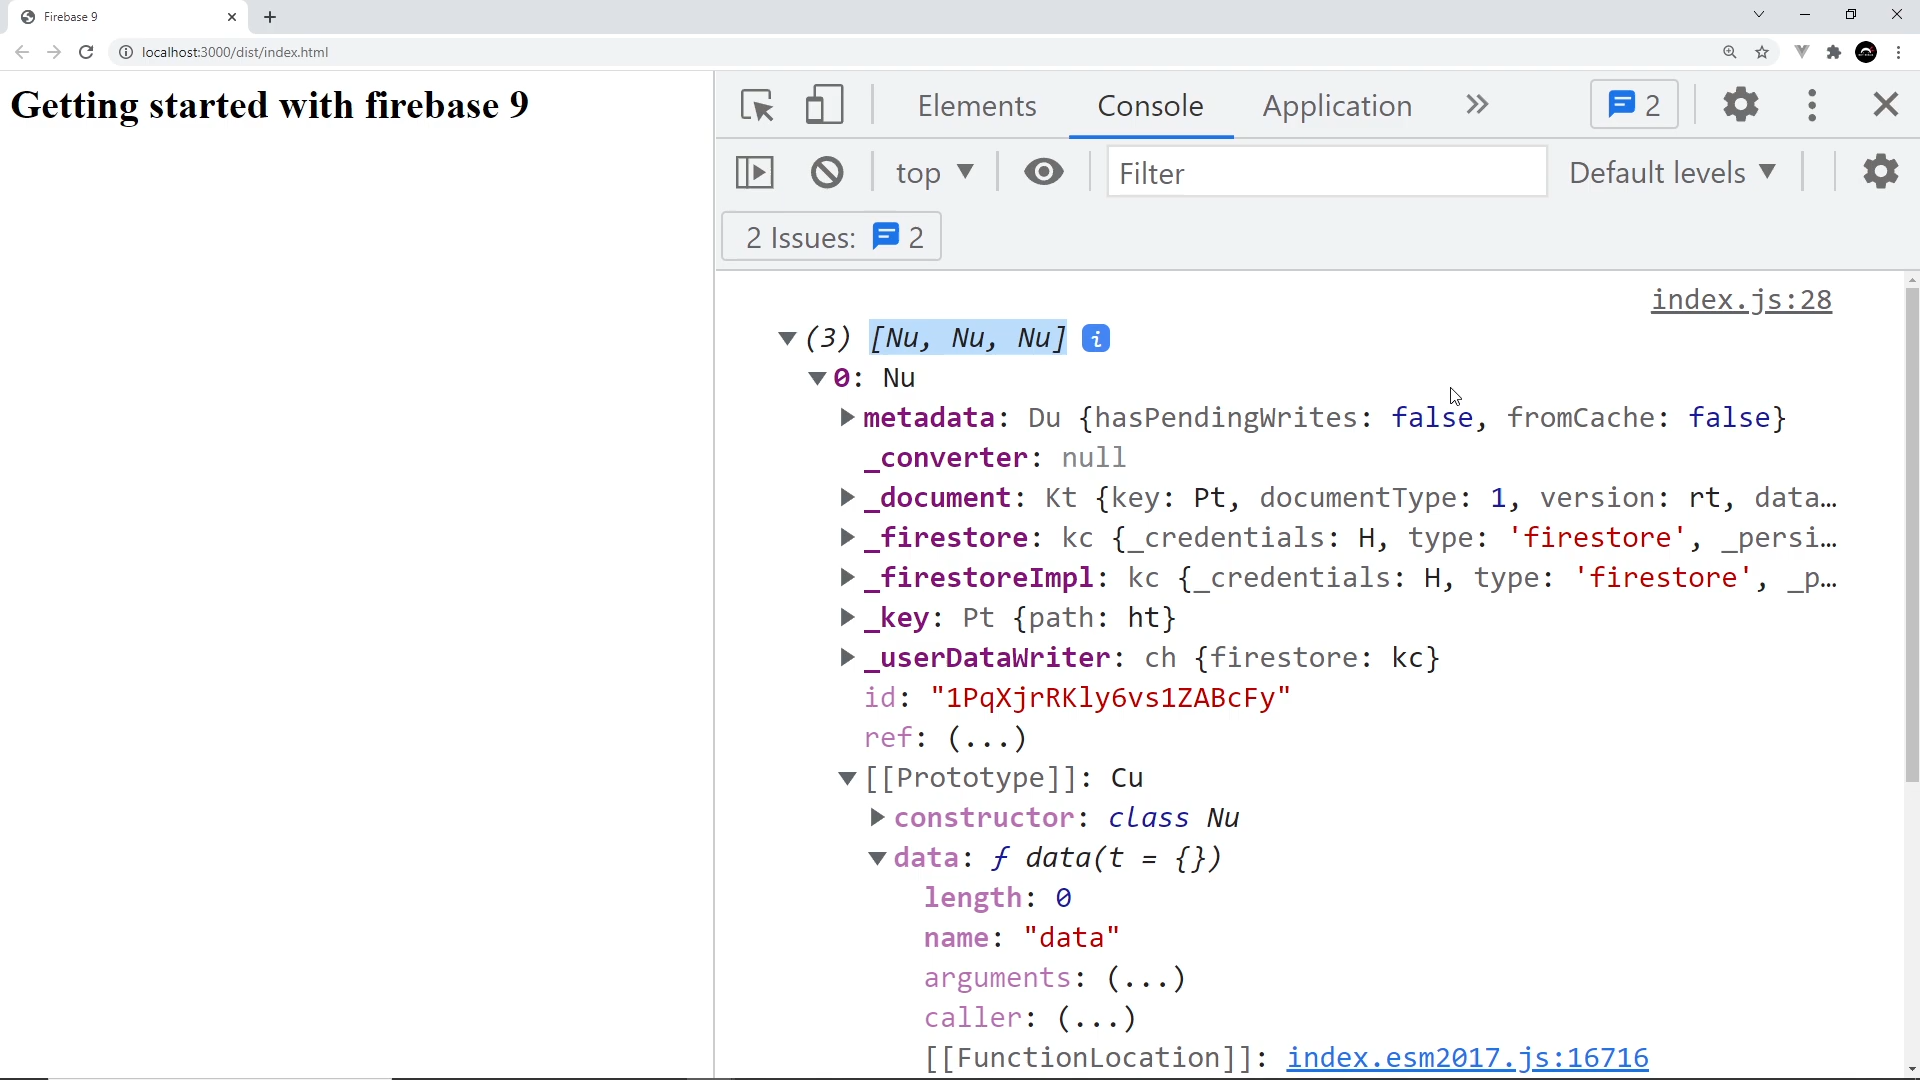 Firebase 9
localhost:3000/dist/index.html
Getting started with firebase 9
Elements Console Application 2
top Filter Default levels
2 Issues: 2
index.js:28
(3) [Nu, Nu, Nu] i
0: Nu
metadata: Du {hasPendingWrites: false, fromCache: false}
_converter: null
_document: Kt {key: Pt, documentType: 1, version: rt, data…
_firestore: kc {_credentials: H, type: 'firestore', _persi…
_firestoreImpl: kc {_credentials: H, type: 'firestore', _p…
_key: Pt {path: ht}
_userDataWriter: ch {firestore: kc}
id: "1PqXjrRKly6vs1ZABcFy"
ref: (...)
[[Prototype]]: Cu
constructor: class Nu
data: ƒ data(t = {})
length: 0
name: "data"
arguments: (...)
caller: (...)
[[FunctionLocation]]: index.esm2017.js:16716